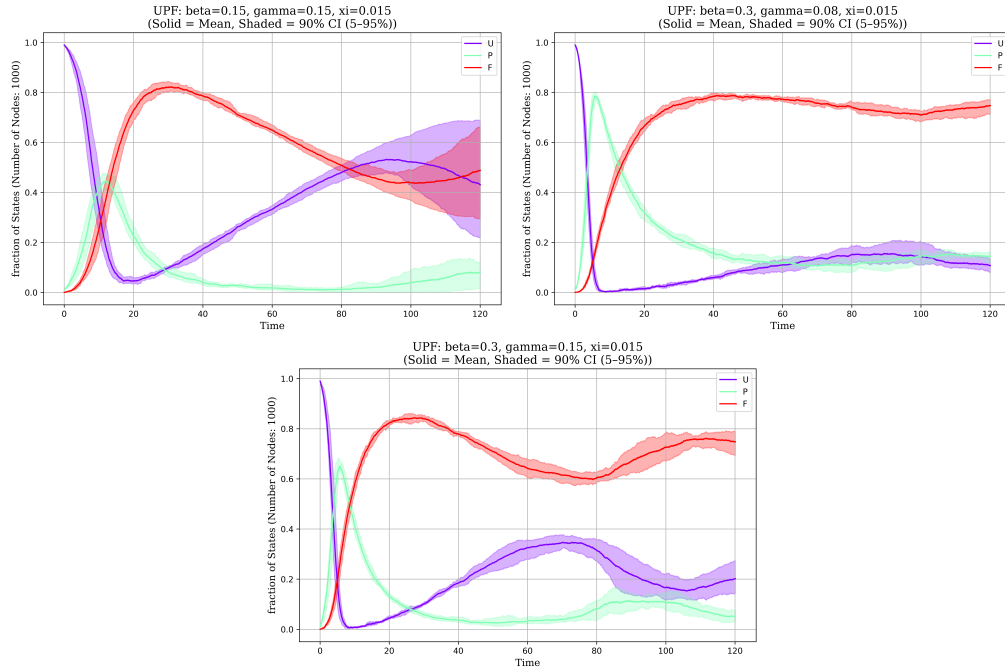 UPF: beta=0.15, gamma=0.15, xi=0.015
(Solid = Mean, Shaded = 90% CI (5–95%))
fraction of States (Number of Nodes: 1000)
1.0
0.8
0.6
0.4
0.2
0.0
U
P
F
0 20 40 60 80 100 120
Time
UPF: beta=0.3, gamma=0.08, xi=0.015
(Solid = Mean, Shaded = 90% CI (5–95%))
fraction of States (Number of Nodes: 1000)
1.0
0.8
0.6
0.4
0.2
0.0
U
P
F
0 20 40 60 80 100 120
Time
UPF: beta=0.3, gamma=0.15, xi=0.015
(Solid = Mean, Shaded = 90% CI (5–95%))
fraction of States (Number of Nodes: 1000)
1.0
0.8
0.6
0.4
0.2
0.0
U
P
F
0 20 40 60 80 100 120
Time